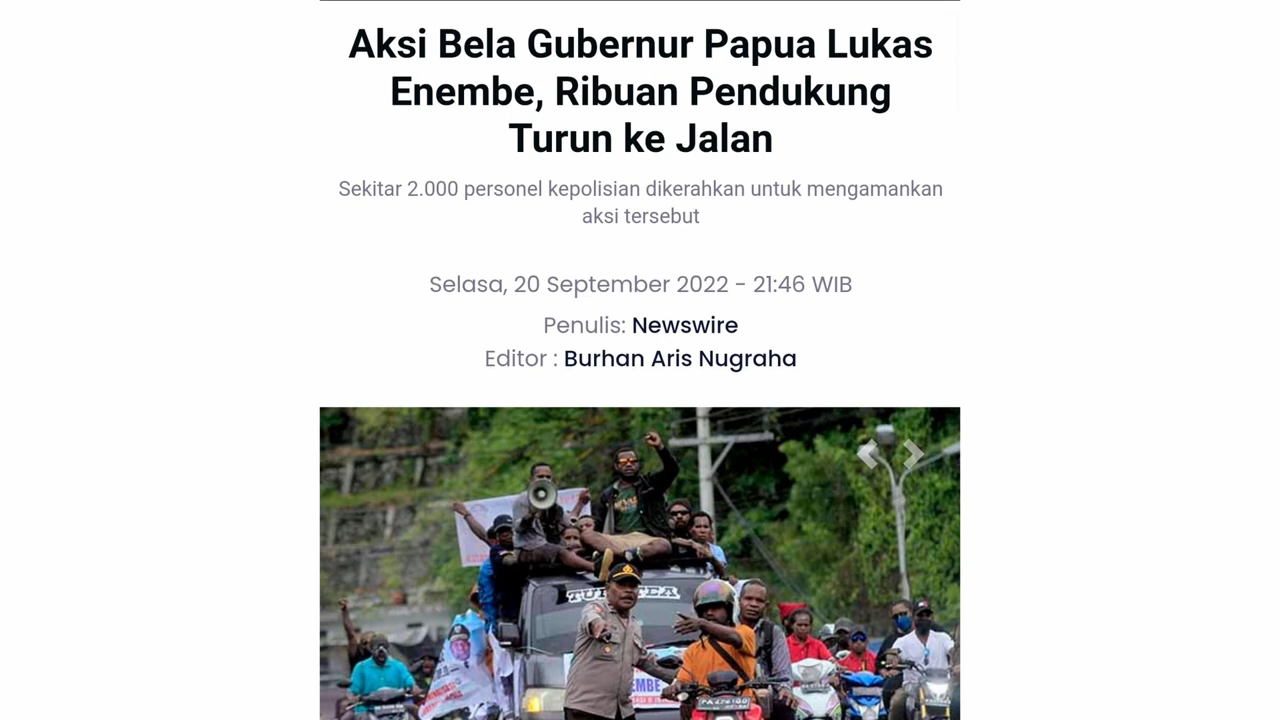 Aksi Bela Gubernur Papua Lukas
Enembe, Ribuan Pendukung
Turun ke Jalan
Sekitar 2.000 personel kepolisian dikerahkan untuk mengamankan
aksi tersebut
Selasa, 20 September 2022 - 21:46 WIB
Penulis: Newswire
Editor : Burhan Aris Nugraha
EMBE